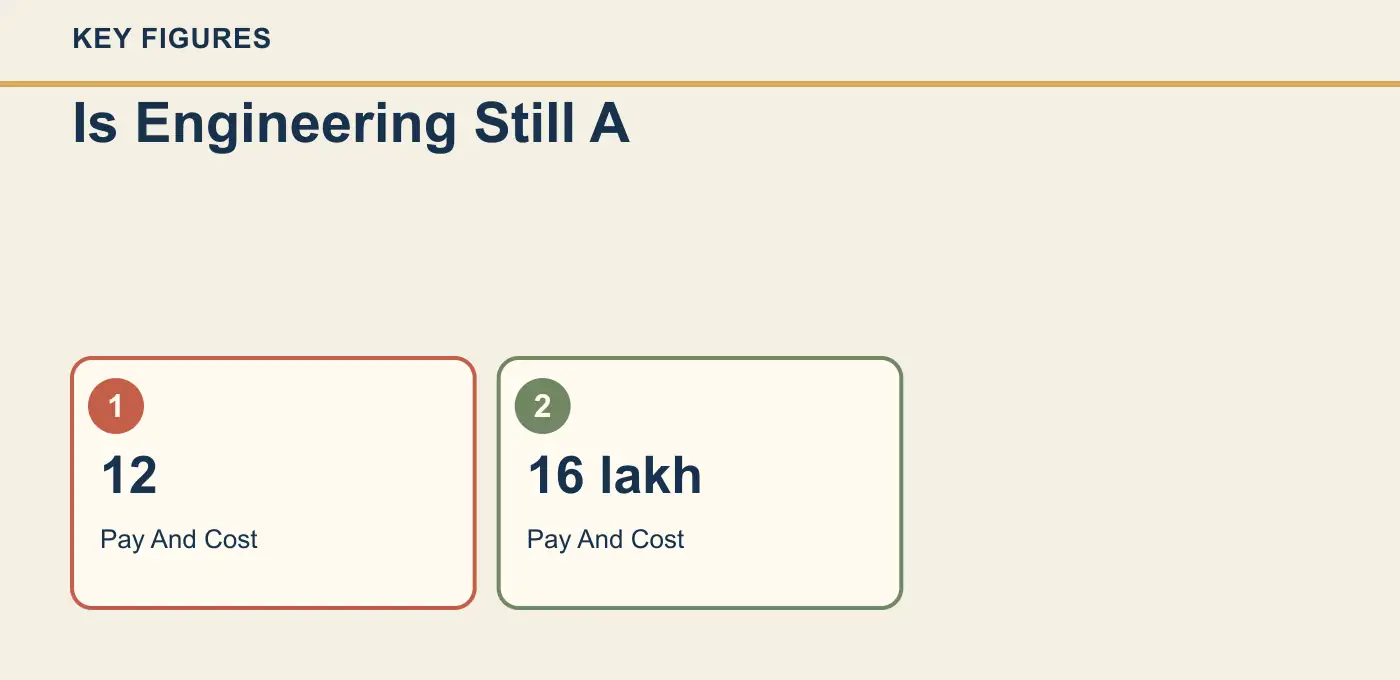 KEY FIGURES
Is Engineering Still A
1
12
Pay And Cost
2
16 lakh
Pay And Cost